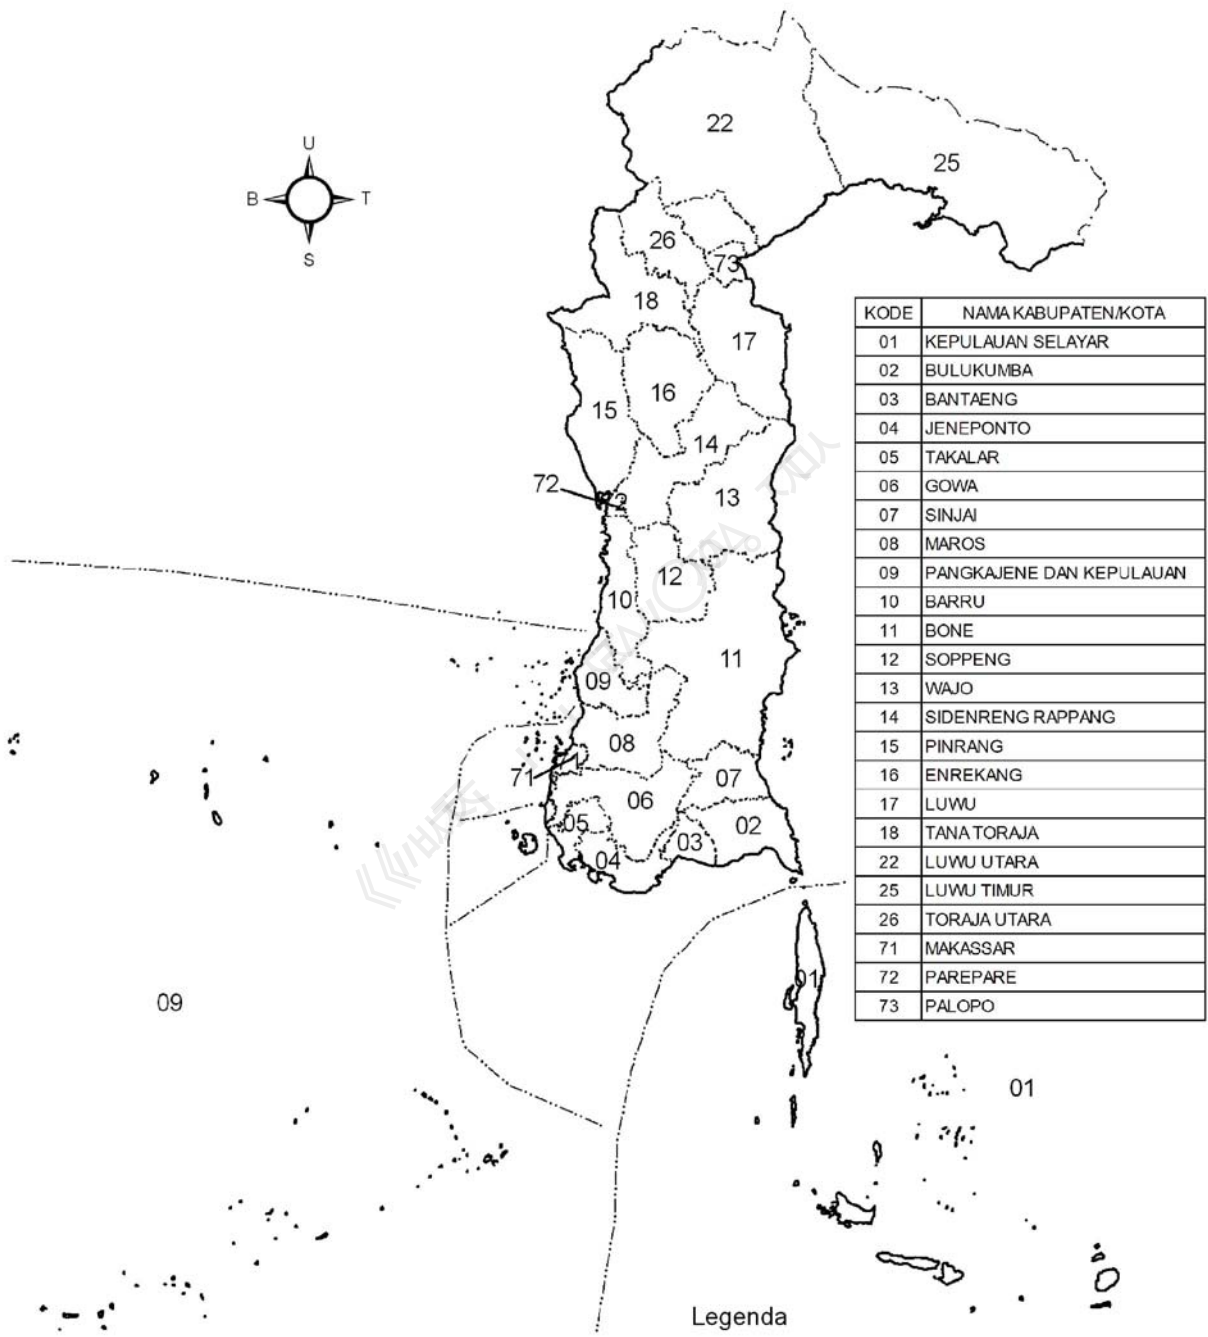 22
25
U
B T
S
26
73
18
17
16
15
14
72
13
12
10
11
09
08
71
07
06
05
02
03
04
01
09
01
KODE NAMA KABUPATEN/KOTA
01 KEPULAUAN SELAYAR
02 BULUKUMBA
03 BANTAENG
04 JENEPONTO
05 TAKALAR
06 GOWA
07 SINJAI
08 MAROS
09 PANGKAJENE DAN KEPULAUAN
10 BARRU
11 BONE
12 SOPPENG
13 WAJO
14 SIDENRENG RAPPANG
15 PINRANG
16 ENREKANG
17 LUWU
18 TANA TORAJA
22 LUWU UTARA
25 LUWU TIMUR
26 TORAJA UTARA
71 MAKASSAR
72 PAREPARE
73 PALOPO
Legenda